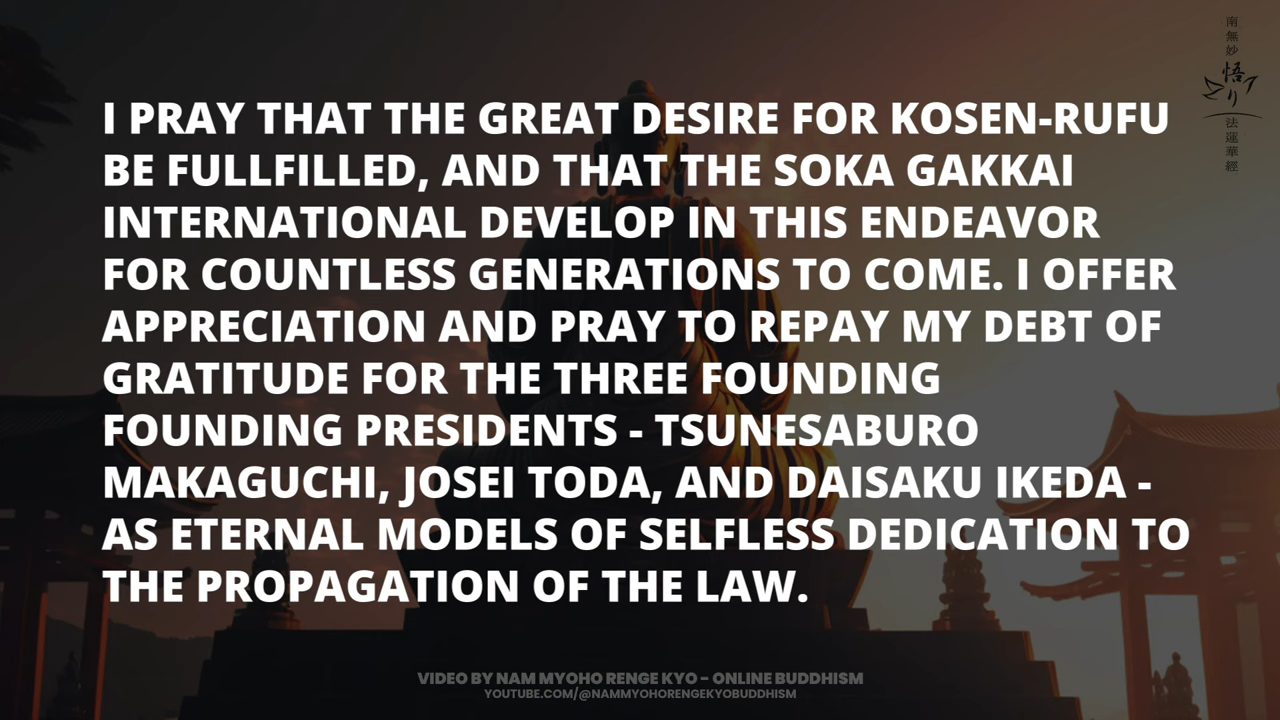 I PRAY THAT THE GREAT DESIRE FOR KOSEN-RUFU
BE FULLFILLED, AND THAT THE SOKA GAKKAI
INTERNATIONAL DEVELOP IN THIS ENDEAVOR
FOR COUNTLESS GENERATIONS TO COME. I OFFER
APPRECIATION AND PRAY TO REPAY MY DEBT OF
GRATITUDE FOR THE THREE FOUNDING
FOUNDING PRESIDENTS - TSUNESABURO
MAKAGUCHI, JOSEI TODA, AND DAISAKU IKEDA -
AS ETERNAL MODELS OF SELFLESS DEDICATION TO
THE PROPAGATION OF THE LAW.
南無妙
悟り
法蓮華經
VIDEO BY NAM MYOHO RENGE KYO - ONLINE BUDDHISM
YOUTUBE.COM/@NAMMYOHORENGEKYOBUDDHISM